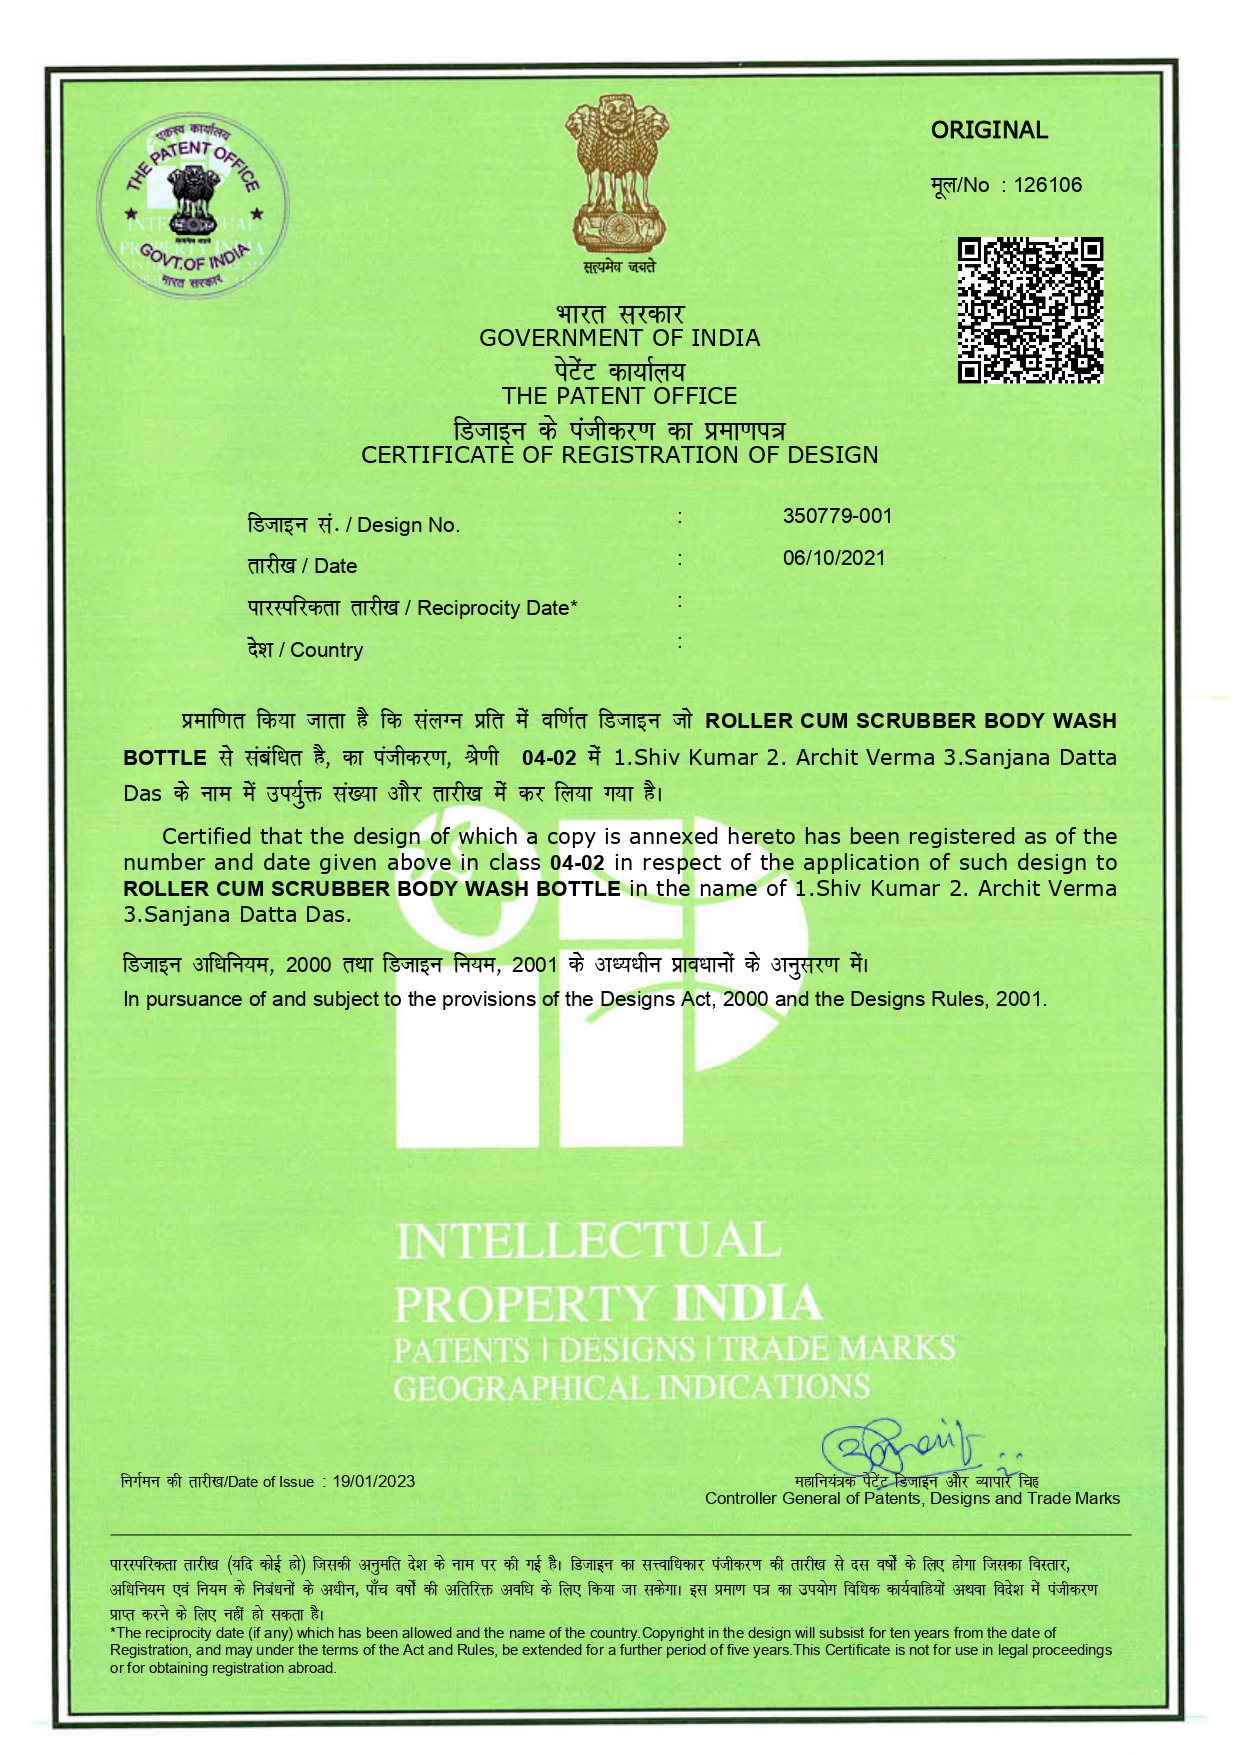 एकस्व कार्यालय
THE PATENT OFFICE
GOVT.OF INDIA
भारत सरकार
सत्यमेव जयते
ORIGINAL
मूल/No : 126106
भारत सरकार
GOVERNMENT OF INDIA
पेटेंट कार्यालय
THE PATENT OFFICE
डिजाइन के पंजीकरण का प्रमाणपत्र
CERTIFICATE OF REGISTRATION OF DESIGN
डिजाइन सं. / Design No. : 350779-001
तारीख / Date : 06/10/2021
पारस्परिकता तारीख / Reciprocity Date* :
देश / Country :
प्रमाणित किया जाता है कि संलग्न प्रति में वर्णित डिजाइन जो ROLLER CUM SCRUBBER BODY WASH
BOTTLE से संबंधित है, का पंजीकरण, श्रेणी 04-02 में 1.Shiv Kumar 2. Archit Verma 3.Sanjana Datta
Das के नाम में उपर्युक्त संख्या और तारीख में कर लिया गया है।
Certified that the design of which a copy is annexed hereto has been registered as of the
number and date given above in class 04-02 in respect of the application of such design to
ROLLER CUM SCRUBBER BODY WASH BOTTLE in the name of 1.Shiv Kumar 2. Archit Verma
3.Sanjana Datta Das.
डिजाइन अधिनियम, 2000 तथा डिजाइन नियम, 2001 के अध्यधीन प्रावधानों के अनुसरण में।
In pursuance of and subject to the provisions of the Designs Act, 2000 and the Designs Rules, 2001.
INTELLECTUAL
PROPERTY INDIA
PATENTS | DESIGNS | TRADE MARKS
GEOGRAPHICAL INDICATIONS
निर्गमन की तारीख/Date of Issue : 19/01/2023
महानियंत्रक पेटेंट डिजाइन और व्यापार चिह्न
Controller General of Patents, Designs and Trade Marks
पारस्परिकता तारीख (यदि कोई हो) जिसकी अनुमति देश के नाम पर की गई है। डिजाइन का सत्त्वाधिकार पंजीकरण की तारीख से दस वर्षों के लिए होगा जिसका विस्तार,
अधिनियम एवं नियम के निबंधनों के अधीन, पाँच वर्षों की अतिरिक्त अवधि के लिए किया जा सकेगा। इस प्रमाण पत्र का उपयोग विधिक कार्यवाहियों अथवा विदेश में पंजीकरण
प्राप्त करने के लिए नहीं हो सकता है।
*The reciprocity date (if any) which has been allowed and the name of the country.Copyright in the design will subsist for ten years from the date of
Registration, and may under the terms of the Act and Rules, be extended for a further period of five years.This Certificate is not for use in legal proceedings
or for obtaining registration abroad.